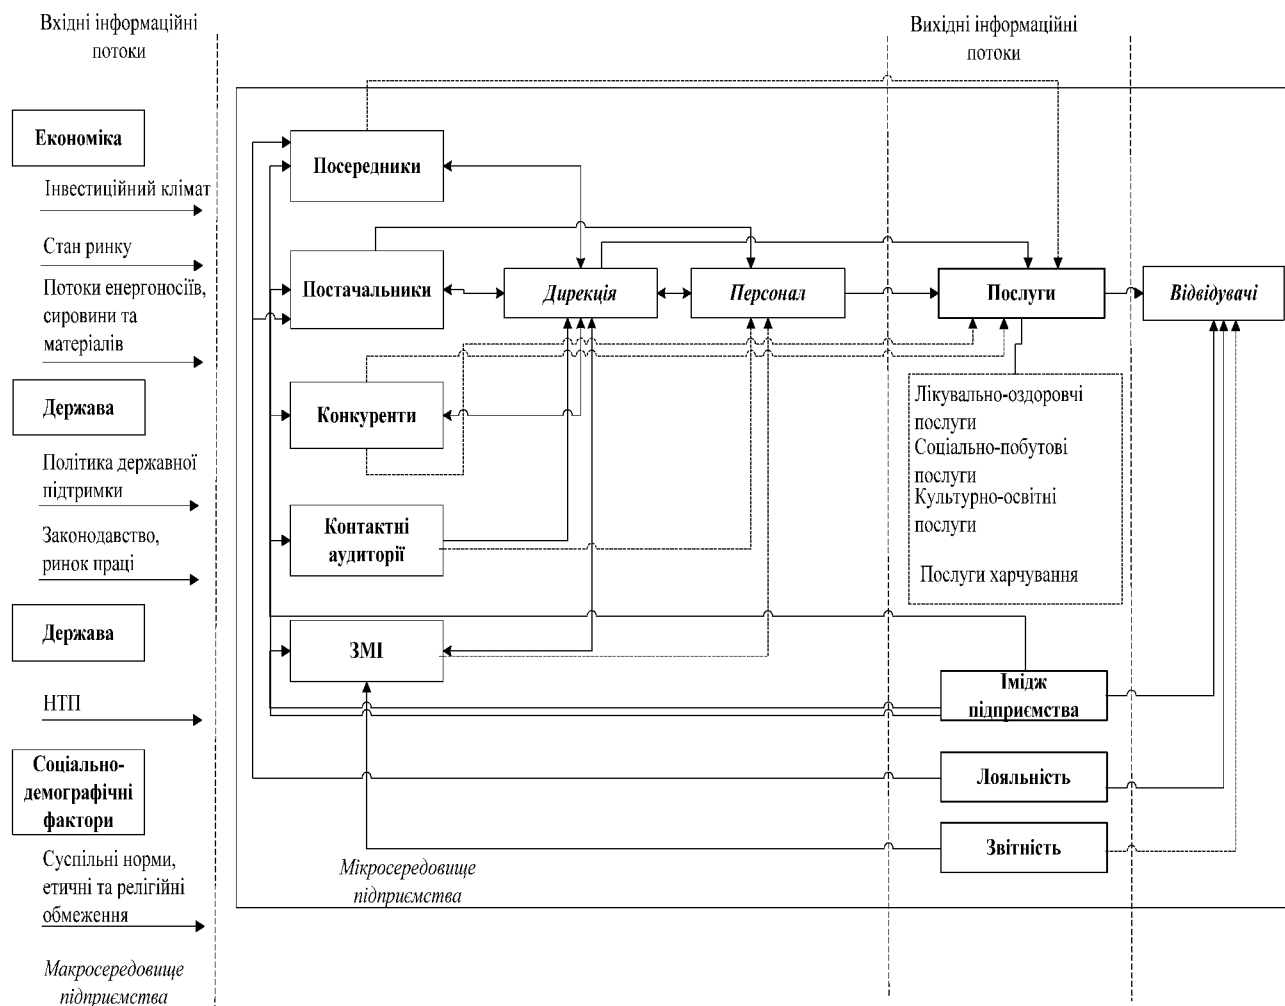 Вхідні інформаційні
потоки
Вихідні інформаційні
потоки
Економіка
Інвестиційний клімат
Стан ринку
Потоки енергоносіїв,
сировини та
матеріалів
Держава
Політика державної
підтримки
Законодавство,
ринок праці
Держава
НТП
Соціально-
демографічні
фактори
Суспільні норми,
етичні та релігійні
обмеження
Макросередовище
підприємства
Посередники
Постачальники
Дирекція
Персонал
Послуги
Відвідувачі
Конкуренти
Контактні
аудиторії
ЗМІ
Мікросередовище
підприємства
Лікувально-оздоровчі
послуги
Соціально-побутові
послуги
Культурно-освітні
послуги
Послуги харчування
Імідж
підприємства
Лояльність
Звітність